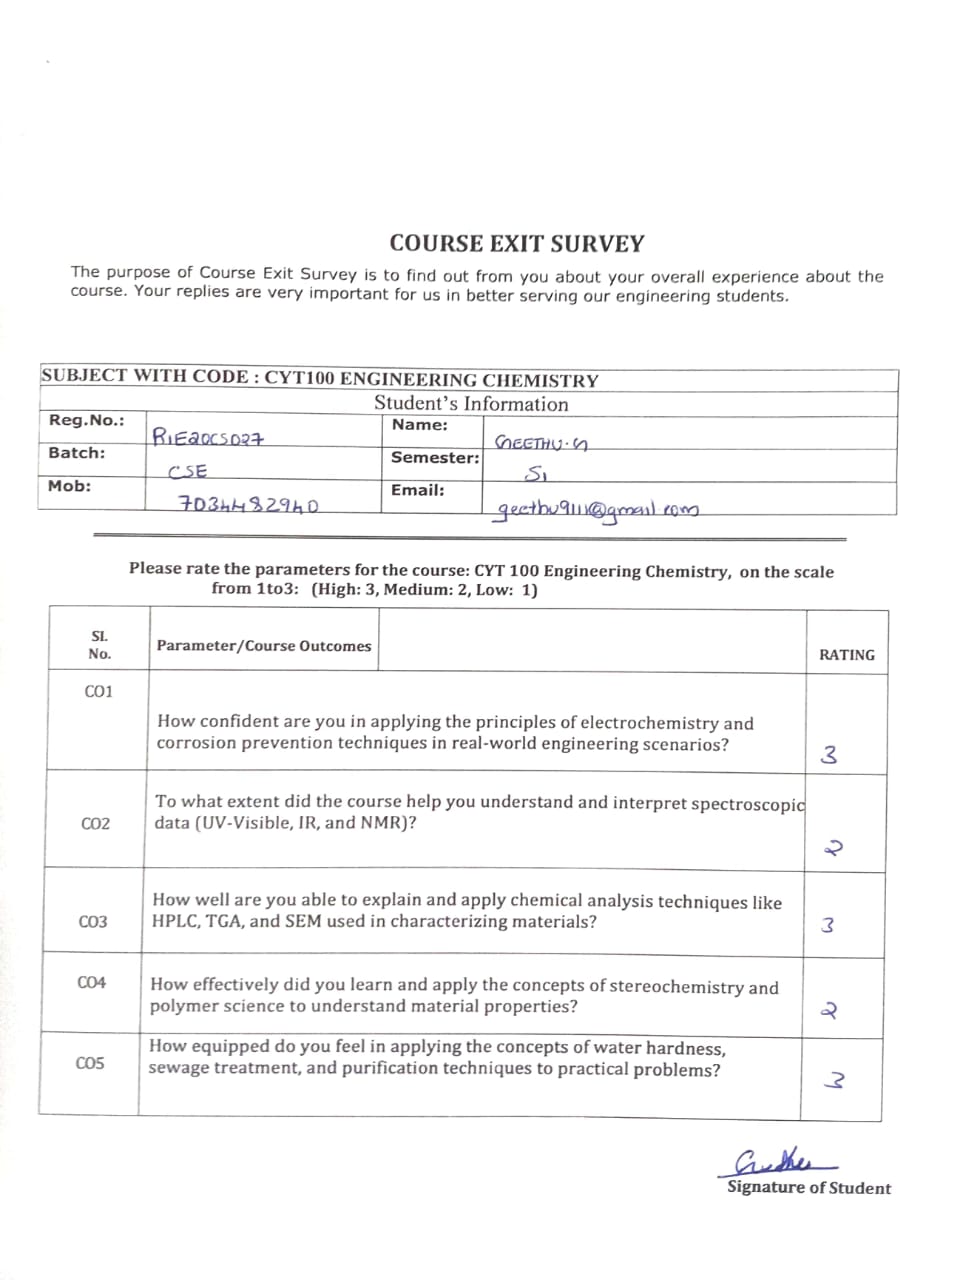 COURSE EXIT SURVEY
The purpose of Course Exit Survey is to find out from you about your overall experience about the
course. Your replies are very important for us in better serving our engineering students.
SUBJECT WITH CODE : CYT100 ENGINEERING CHEMISTRY
Student's Information
Reg.No.: RIE20CS027 Name: GEETHU.G
Batch: CSE Semester: S1
Mob: 7034482940 Email: geethu9111@gmail.com
Please rate the parameters for the course: CYT 100 Engineering Chemistry, on the scale
from 1to3: (High: 3, Medium: 2, Low: 1)
SI. No. Parameter/Course Outcomes RATING
CO1
How confident are you in applying the principles of electrochemistry and
corrosion prevention techniques in real-world engineering scenarios? 3
To what extent did the course help you understand and interpret spectroscopic
CO2 data (UV-Visible, IR, and NMR)? 2
How well are you able to explain and apply chemical analysis techniques like
CO3 HPLC, TGA, and SEM used in characterizing materials? 3
CO4 How effectively did you learn and apply the concepts of stereochemistry and
polymer science to understand material properties? 2
How equipped do you feel in applying the concepts of water hardness,
CO5 sewage treatment, and purification techniques to practical problems? 3
Signature of Student